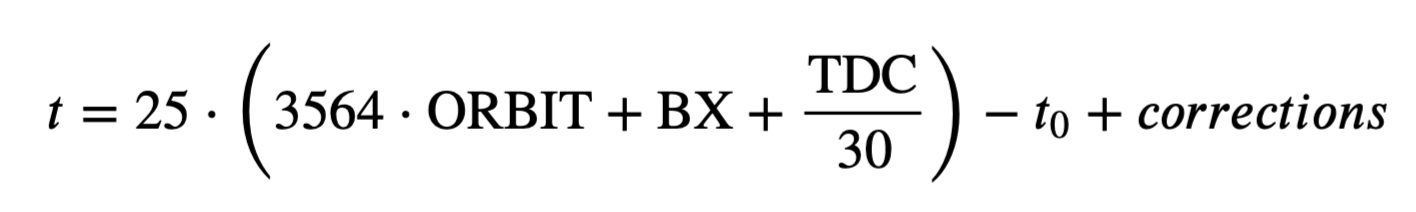 t = 25 · (3564 · ORBIT + BX + TDC/30) − t₀ + corrections